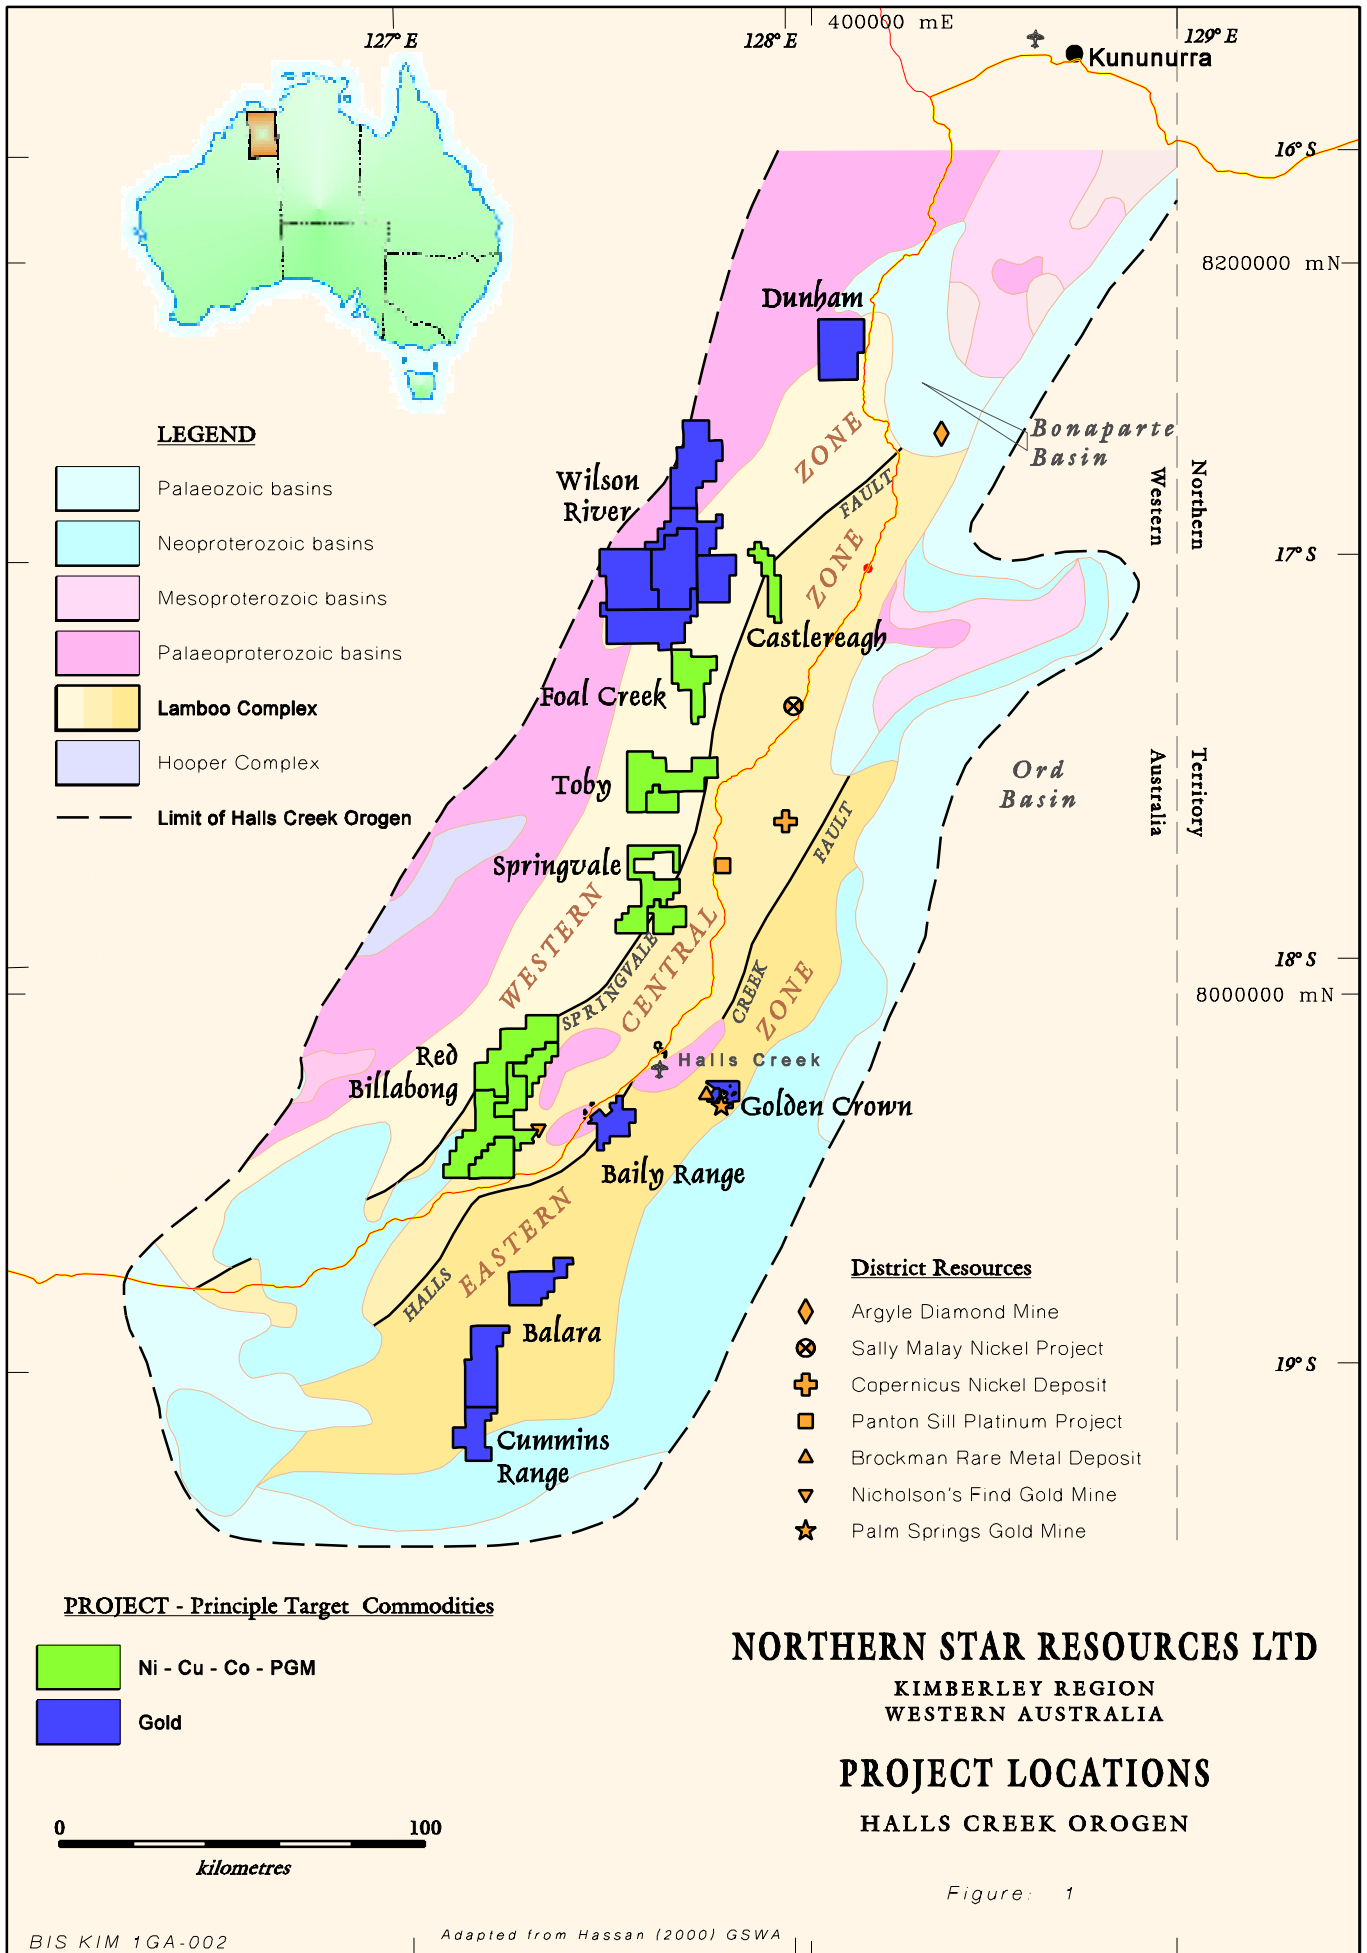 400000 mE
127° E
128° E
129° E
Kununurra
16° S
8200000 mN
Dunham
LEGEND
Palaeozoic basins
Neoproterozoic basins
Mesoproterozoic basins
Palaeoproterozoic basins
Lamboo Complex
Hooper Complex
Limit of Halls Creek Orogen
Bonaparte
Basin
ZONE
FAULT
Wilson
River
Western
Northern
17° S
ZONE
Castlereagh
Foal Creek
Toby
Ord
Basin
Australia
Territory
FAULT
Springvale
WESTERN
SPRINGVALE
CENTRAL
CREEK
ZONE
18° S
8000000 mN
Red
Billabong
Halls Creek
Golden Crown
Baily Range
EASTERN
HALLS
Balara
Cummins
Range
19° S
District Resources
Argyle Diamond Mine
Sally Malay Nickel Project
Copernicus Nickel Deposit
Panton Sill Platinum Project
Brockman Rare Metal Deposit
Nicholson's Find Gold Mine
Palm Springs Gold Mine
PROJECT - Principle Target Commodities
Ni - Cu - Co - PGM
Gold
NORTHERN STAR RESOURCES LTD
KIMBERLEY REGION
WESTERN AUSTRALIA
PROJECT LOCATIONS
HALLS CREEK OROGEN
0 100
kilometres
Figure: 1
BIS KIM 1GA-002
Adapted from Hassan (2000) GSWA